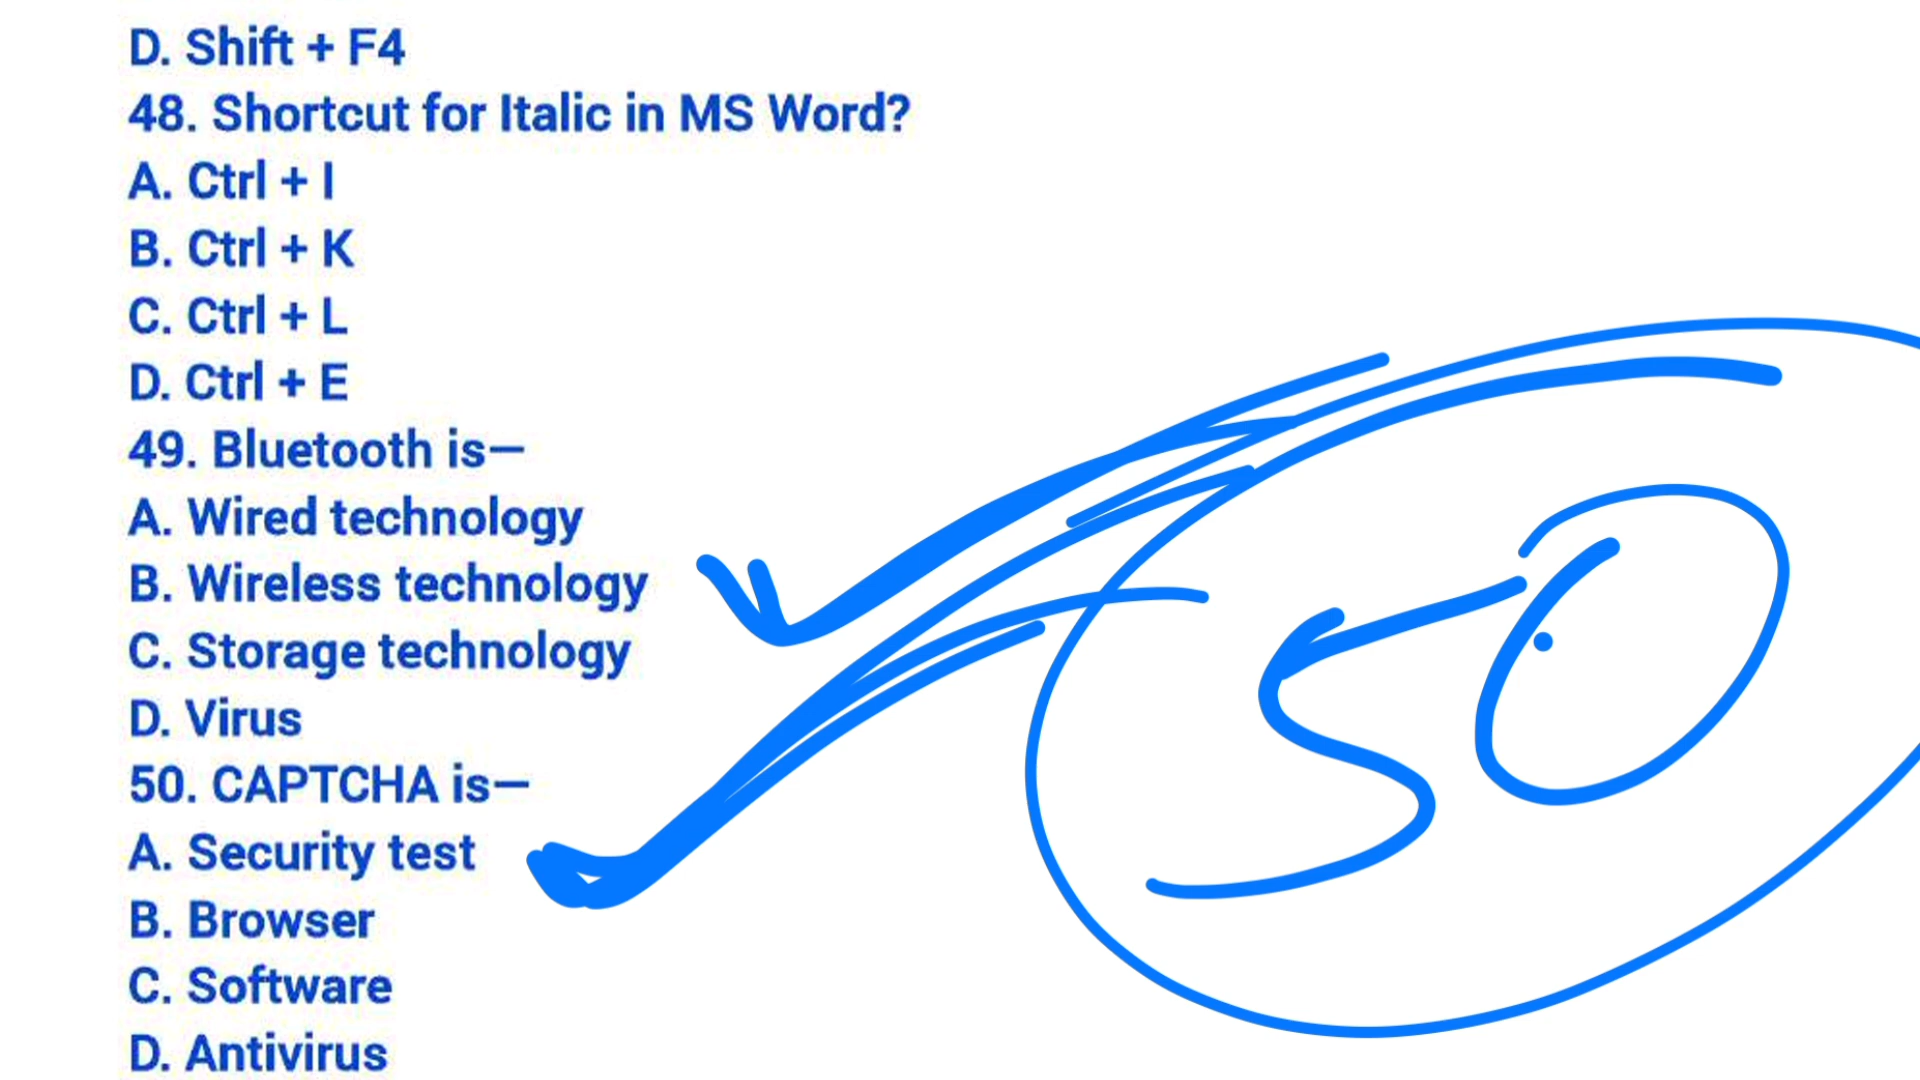 D. Shift + F4
48. Shortcut for Italic in MS Word?
A. Ctrl + I
B. Ctrl + K
C. Ctrl + L
D. Ctrl + E
49. Bluetooth is—
A. Wired technology
B. Wireless technology
C. Storage technology
D. Virus
50. CAPTCHA is—
A. Security test
B. Browser
C. Software
D. Antivirus
50